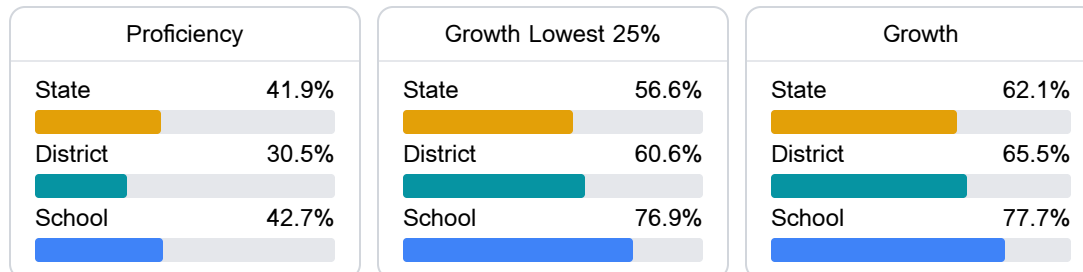 Proficiency
State 41.9%
District 30.5%
School 42.7%
Growth Lowest 25%
State 56.6%
District 60.6%
School 76.9%
Growth
State 62.1%
District 65.5%
School 77.7%